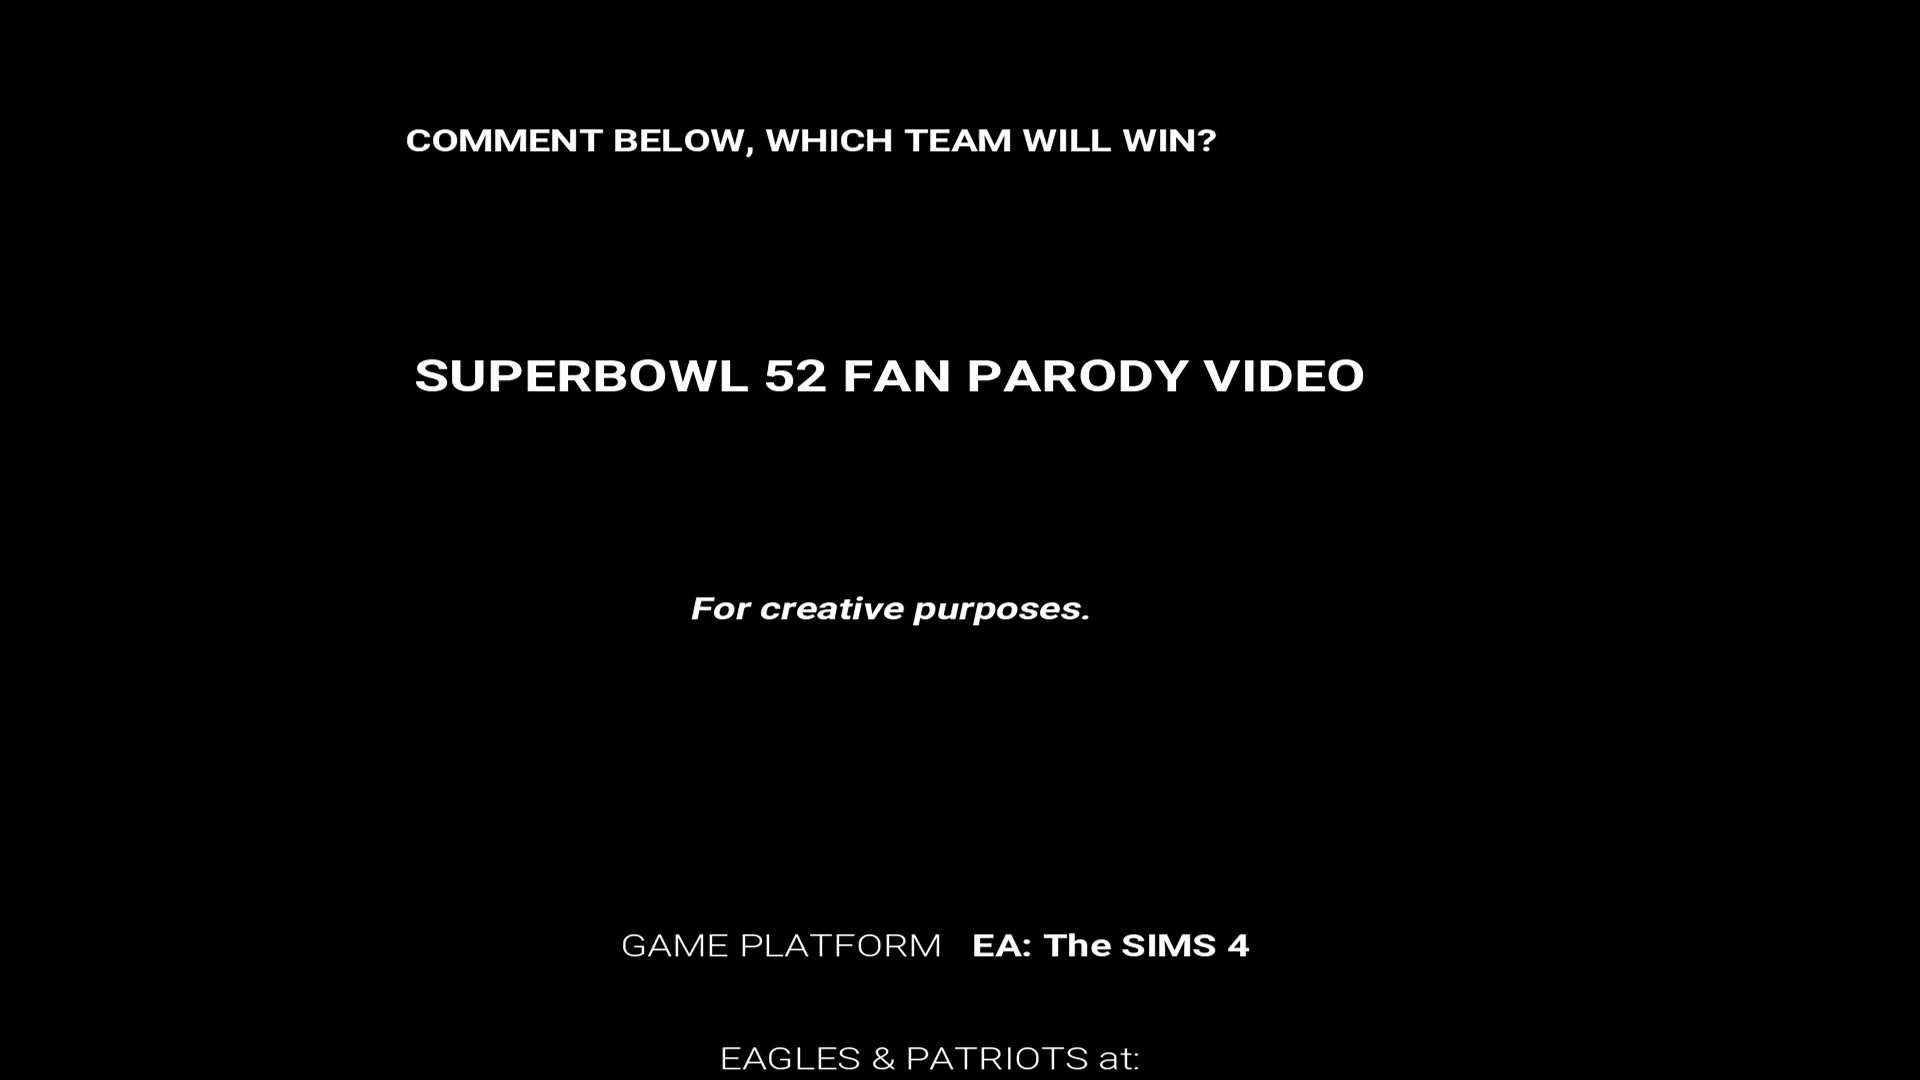 COMMENT BELOW, WHICH TEAM WILL WIN?
SUPERBOWL 52 FAN PARODY VIDEO
For creative purposes.
GAME PLATFORM EA: The SIMS 4
EAGLES & PATRIOTS at: